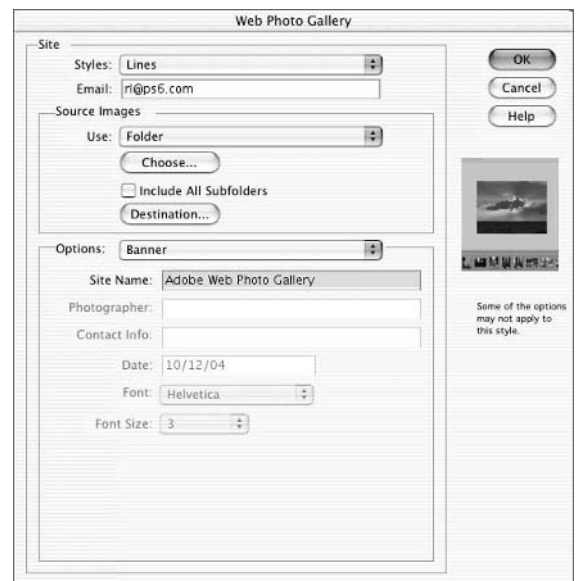 Web Photo Gallery
Site
Styles: Lines
Email: rl@ps6.com
Source Images
Use: Folder
Choose...
Include All Subfolders
Destination...
Options: Banner
Site Name: Adobe Web Photo Gallery
Photographer:
Contact Info:
Date: 10/12/04
Font: Helvetica
Font Size: 3
OK
Cancel
Help
Some of the options
may not apply to
this style.